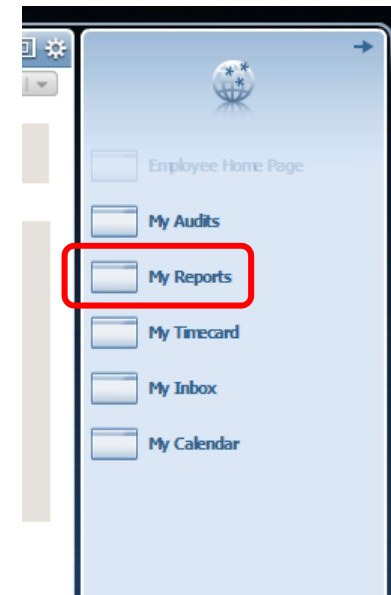 Employee Home Page
My Audits
My Reports
My Timecard
My Inbox
My Calendar